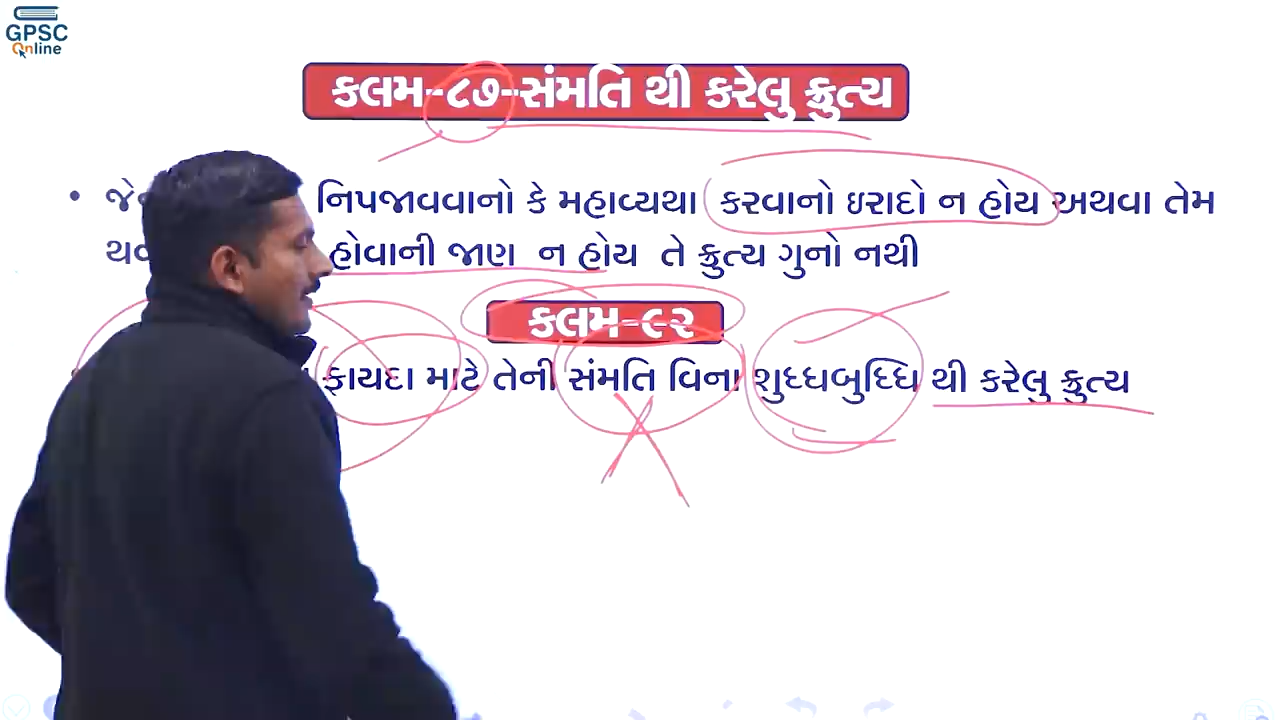 GPSC
Online
કલમ-૮૭-સંમતિ થી કરેલુ ક્રુત્ય
નિપજાવવાનો કે મહાવ્યથા કરવાનો ઇરાદો ન હોય અથવા તેમ
હોવાની જાણ ન હોય તે ક્રુત્ય ગુનો નથી
કલમ-૯૨
ફાયદા માટે તેની સંમતિ વિના શુધ્ધબુધ્ધિ થી કરેલુ ક્રુત્ય